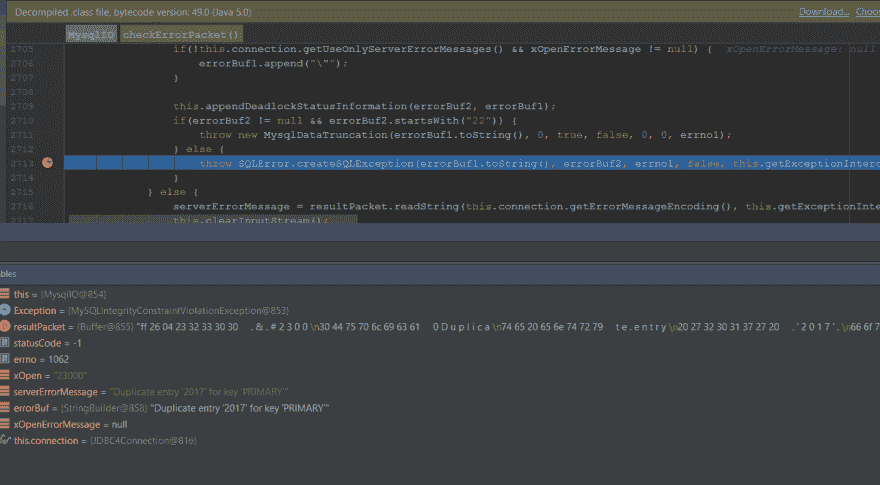 Decompiled .class file, bytecode version: 49.0 (Java 5.0) Download... Choos
MysqlIO checkErrorPacket()
2705 if(!this.connection.getUseOnlyServerErrorMessages() && xOpenErrorMessage != null) { xOpenErrorMessage: null
2706 errorBuf1.append("\"");
2707 }
2708
2709 this.appendDeadlockStatusInformation(errorBuf2, errorBuf1);
2710 if(errorBuf2 != null && errorBuf2.startsWith("22")) {
2711 throw new MysqlDataTruncation(errorBuf1.toString(), 0, true, false, 0, 0, errno1);
2712 } else {
2713 throw SQLError.createSQLException(errorBuf1.toString(), errorBuf2, errno1, false, this.getExceptionInterc
2714 }
2715 } else {
2716 serverErrorMessage = resultPacket.readString(this.connection.getErrorMessageEncoding(), this.getExceptionInte
2717 this.clearInputStream();
bles
this = {MysqlIO@854}
Exception = {MySQLIntegrityConstraintViolationException@853}
resultPacket = {Buffer@855} "ff 26 04 23 32 33 30 30 . & . # 2 3 0 0 \n30 44 75 70 6c 69 63 61 0 D u p l i c a \n74 65 20 65 6e 74 72 79 t e . e n t r y \n20 27 32 30 31 37 27 20 . ' 2 0 1 7 ' . \n66 6f 7
statusCode = -1
errno = 1062
xOpen = "23000"
serverErrorMessage = "Duplicate entry '2017' for key 'PRIMARY'"
errorBuf = {StringBuilder@858} "Duplicate entry '2017' for key 'PRIMARY'"
xOpenErrorMessage = null
this.connection = {JDBC4Connection@816}